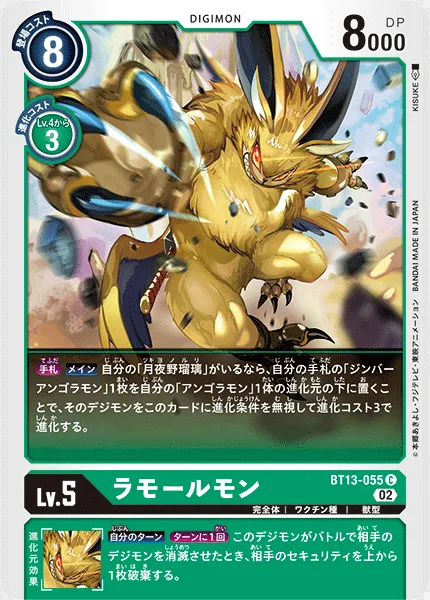 登場コスト
8
DIGIMON
DP
8000
進化コスト
Lv.4から
3
KISUKE
©本郷あきよし・フジテレビ・東映アニメーション BANDAI MADE IN JAPAN
手札 メイン 自分の「月夜野瑠璃」がいるなら、自分の手札の「ジンバー
アンゴラモン」1枚を自分の「アンゴラモン」1体の進化元の下に置くこ
とで、そのデジモンをこのカードに進化条件を無視して進化コスト3で
進化する。
BT13-055 C
Lv.5
ラモールモン
02
完全体 | ワクチン種 | 獣型
進化元効果
自分のターン ターンに1回 このデジモンがバトルで相手の
デジモンを消滅させたとき、相手のセキュリティを上から
1枚破棄する。